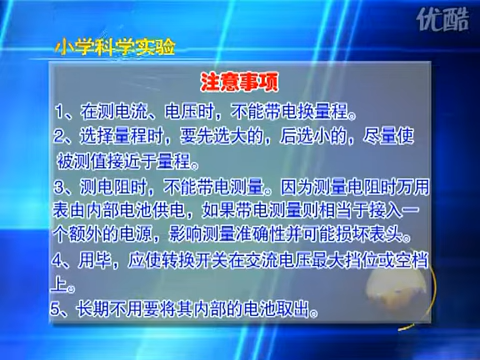 优酷
小学科学实验
注意事项
1、在测电流、电压时，不能带电换量程。
2、选择量程时，要先选大的，后选小的，尽量使
被测值接近于量程。
3、测电阻时，不能带电测量。因为测量电阻时万用
表由内部电池供电，如果带电测量则相当于接入一
个额外的电源，影响测量准确性并可能损坏表头。
4、用毕，应使转换开关在交流电压最大挡位或空档
上。
5、长期不用要将其内部的电池取出。